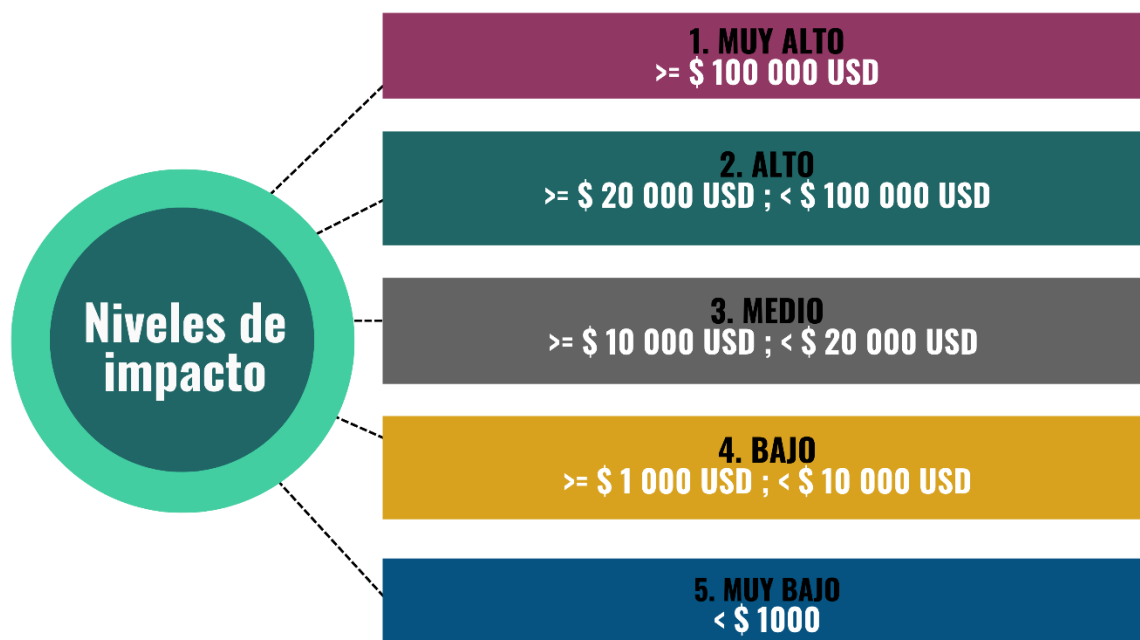 Niveles de
impacto
1. MUY ALTO
>= $ 100 000 USD
2. ALTO
>= $ 20 000 USD ; < $ 100 000 USD
3. MEDIO
>= $ 10 000 USD ; < $ 20 000 USD
4. BAJO
>= $ 1 000 USD ; < $ 10 000 USD
5. MUY BAJO
< $ 1000